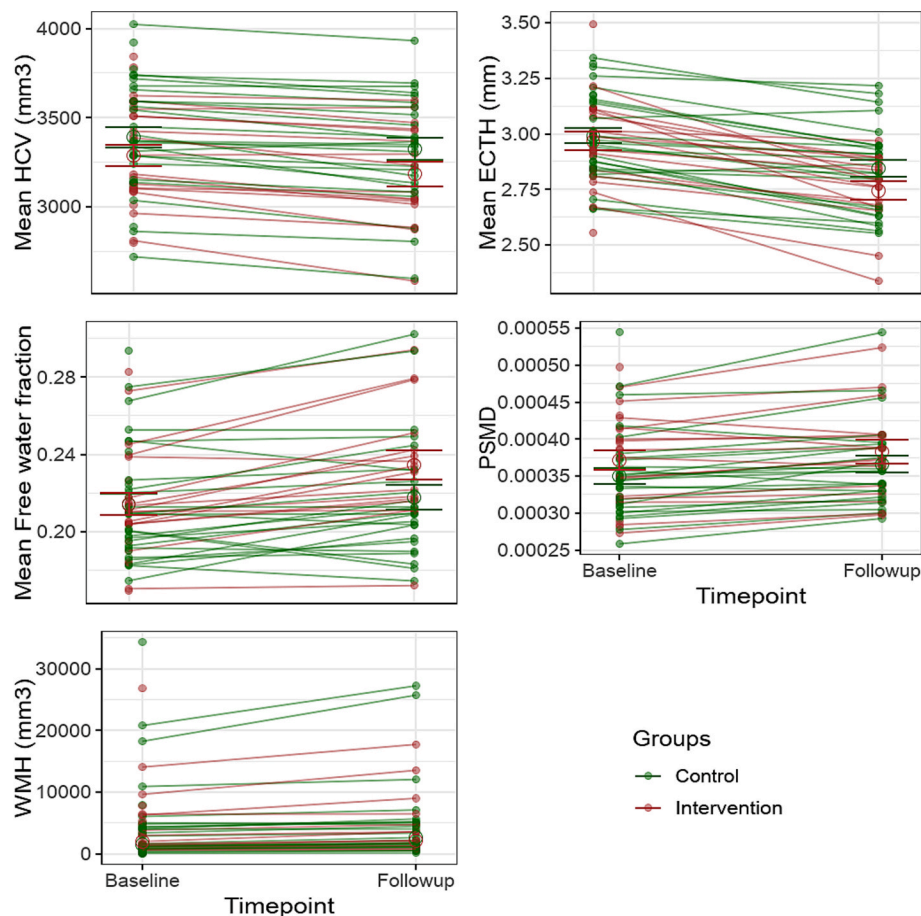 Mean HCV (mm3)
4000
3500
3000
Mean ECTH (mm)
3.50
3.25
3.00
2.75
2.50
Mean Free water fraction
0.28
0.24
0.20
PSMD
0.00055
0.00050
0.00045
0.00040
0.00035
0.00030
0.00025
Baseline
Followup
Timepoint
WMH (mm3)
30000
20000
10000
0
Baseline
Followup
Timepoint
Groups
Control
Intervention